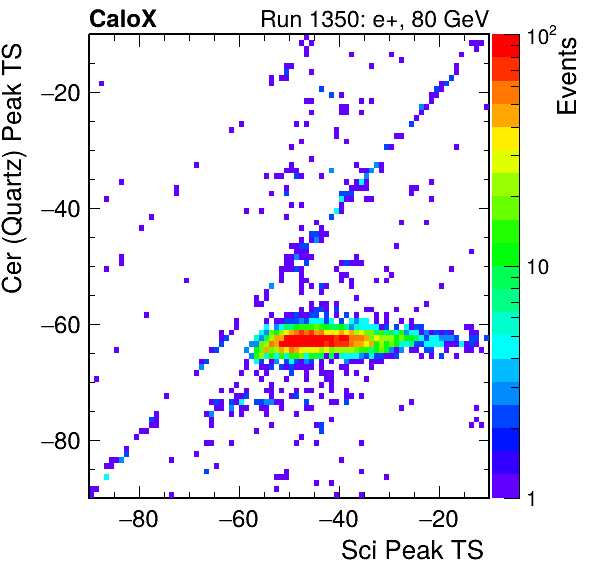 CaloX Run 1350: e+, 80 GeV
Cer (Quartz) Peak TS
−20
−40
−60
−80
−80 −60 −40 −20
Sci Peak TS
10²
10
1
Events